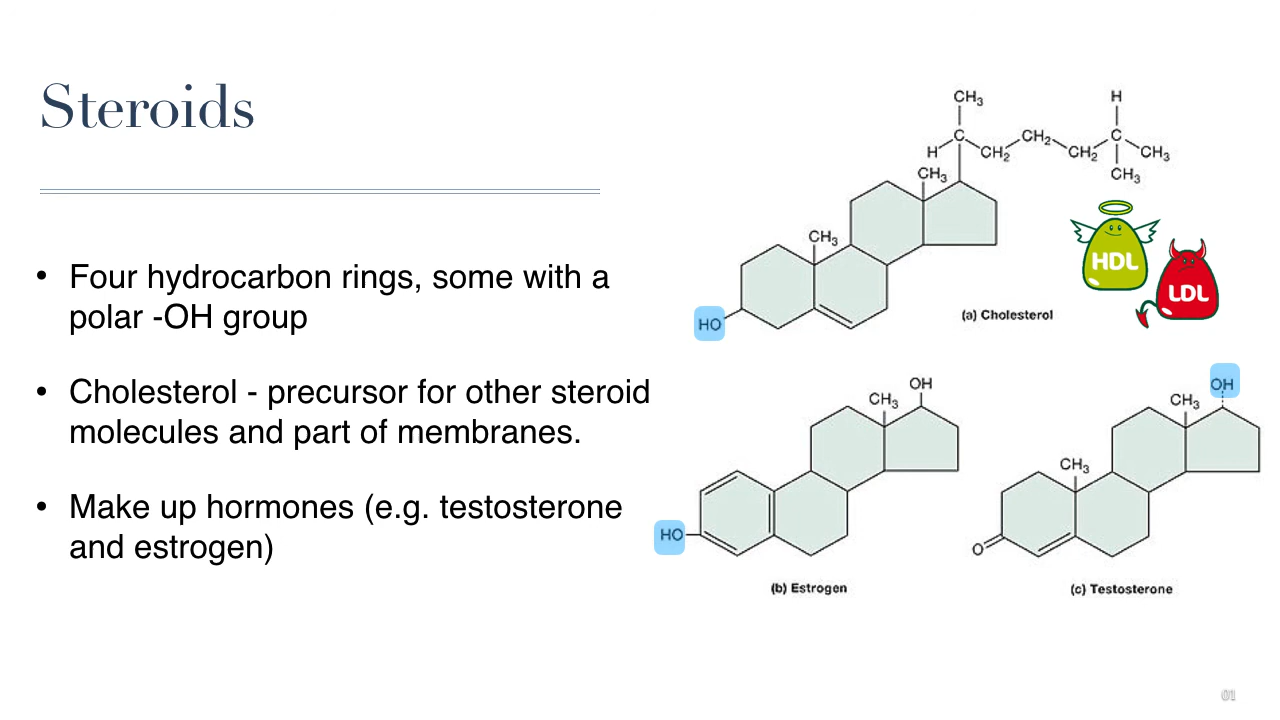 Steroids
• Four hydrocarbon rings, some with a
polar -OH group
• Cholesterol - precursor for other steroid
molecules and part of membranes.
• Make up hormones (e.g. testosterone
and estrogen)
CH₃
H
C
CH₂
C
H
CH₂
CH₂
CH₃
CH₃
CH₃
CH₃
HO
HDL
LDL
(a) Cholesterol
OH
CH₃
HO
(b) Estrogen
OH
CH₃
CH₃
O
(c) Testosterone
01